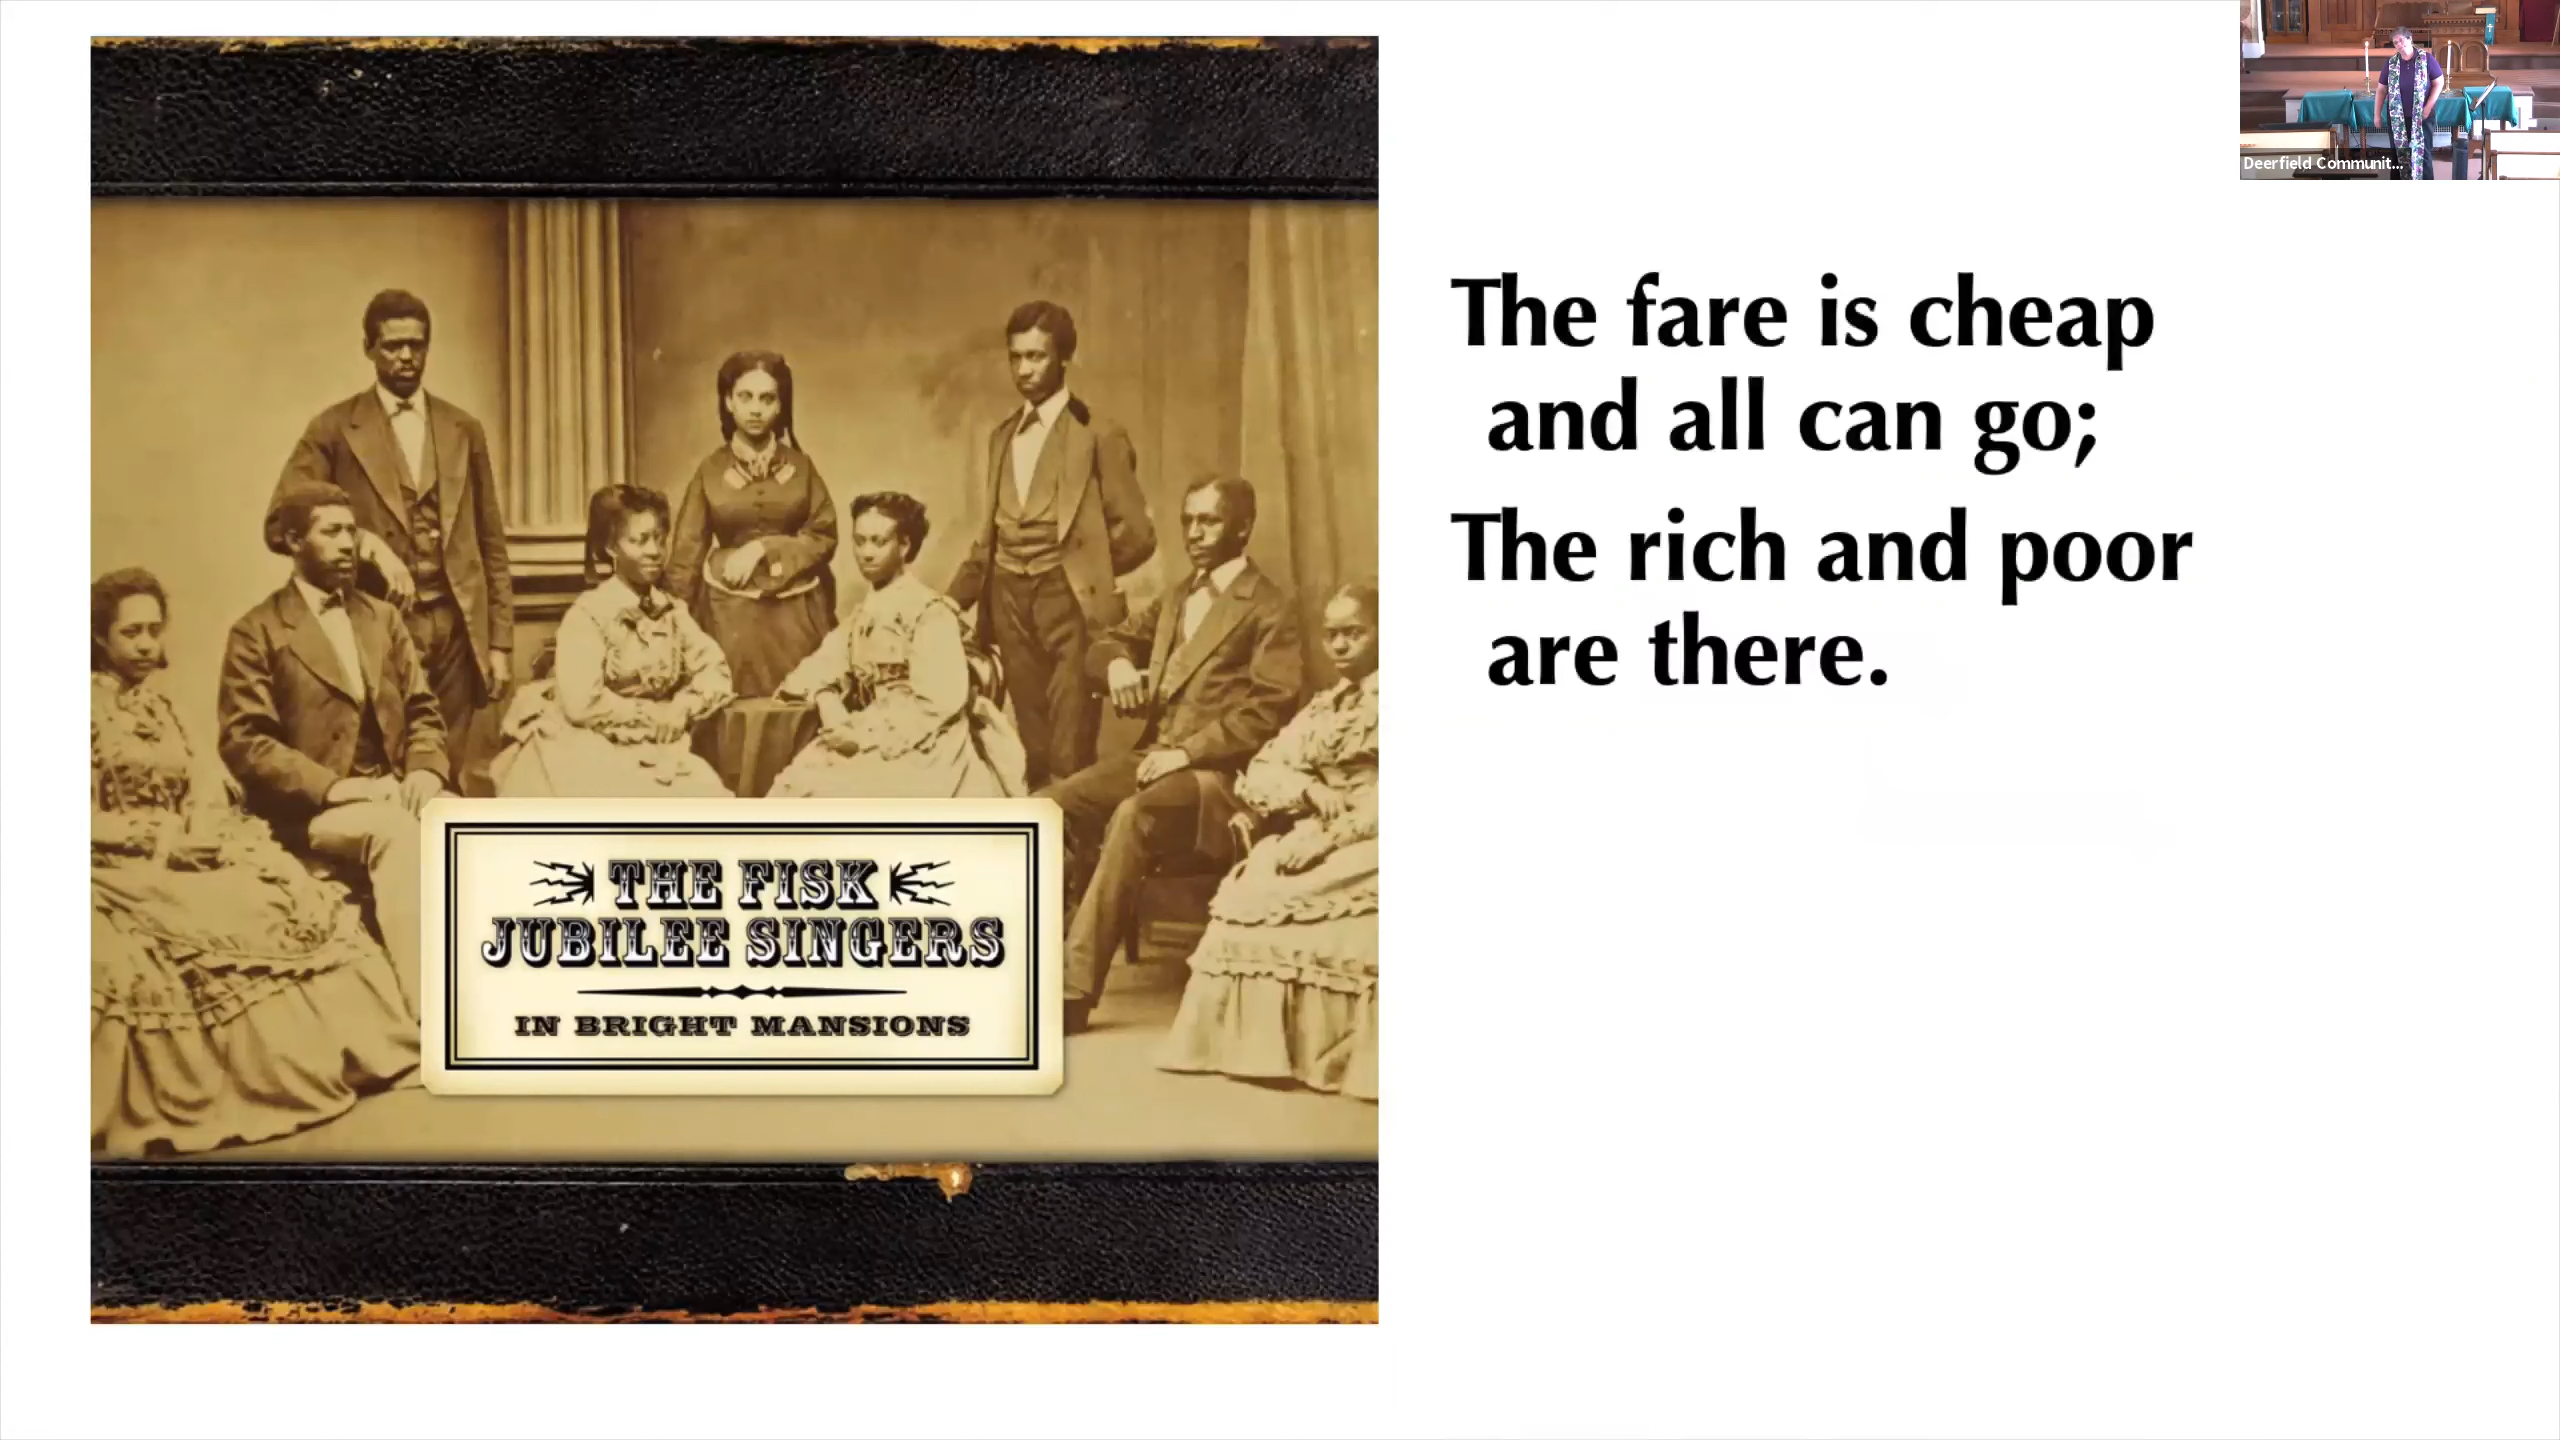 Deerfield Communit...
The fare is cheap
and all can go;
The rich and poor
are there.
THE FISK
JUBILEE SINGERS
IN BRIGHT MANSIONS